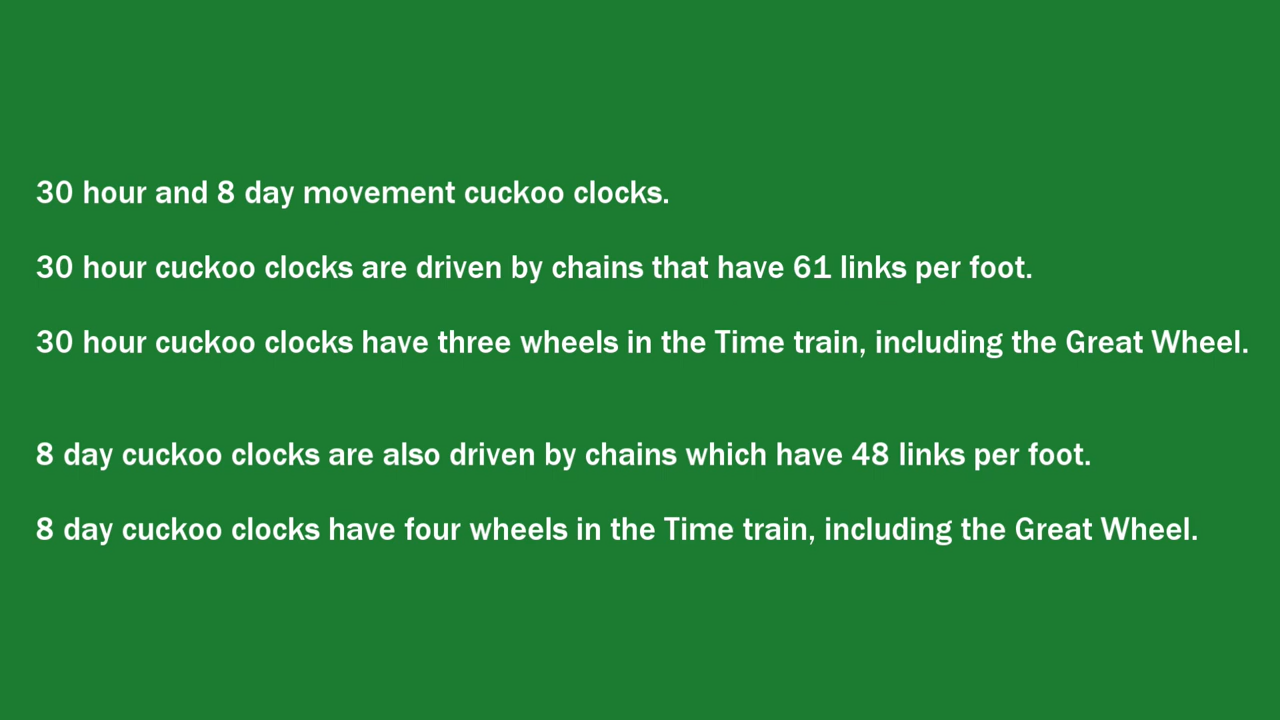 30 hour and 8 day movement cuckoo clocks.
30 hour cuckoo clocks are driven by chains that have 61 links per foot.
30 hour cuckoo clocks have three wheels in the Time train, including the Great Wheel.
8 day cuckoo clocks are also driven by chains which have 48 links per foot.
8 day cuckoo clocks have four wheels in the Time train, including the Great Wheel.